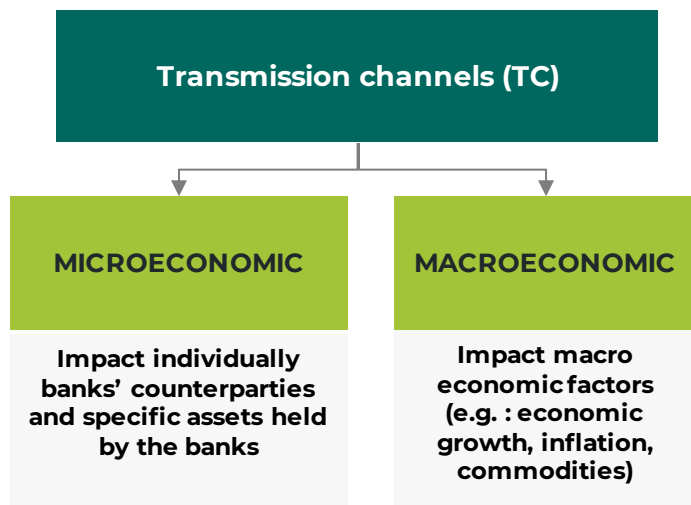 Transmission channels (TC)
MICROECONOMIC
MACROECONOMIC
Impact individually
banks’ counterparties
and specific assets held
by the banks
Impact macro
economic factors
(e.g. : economic
growth, inflation,
commodities)